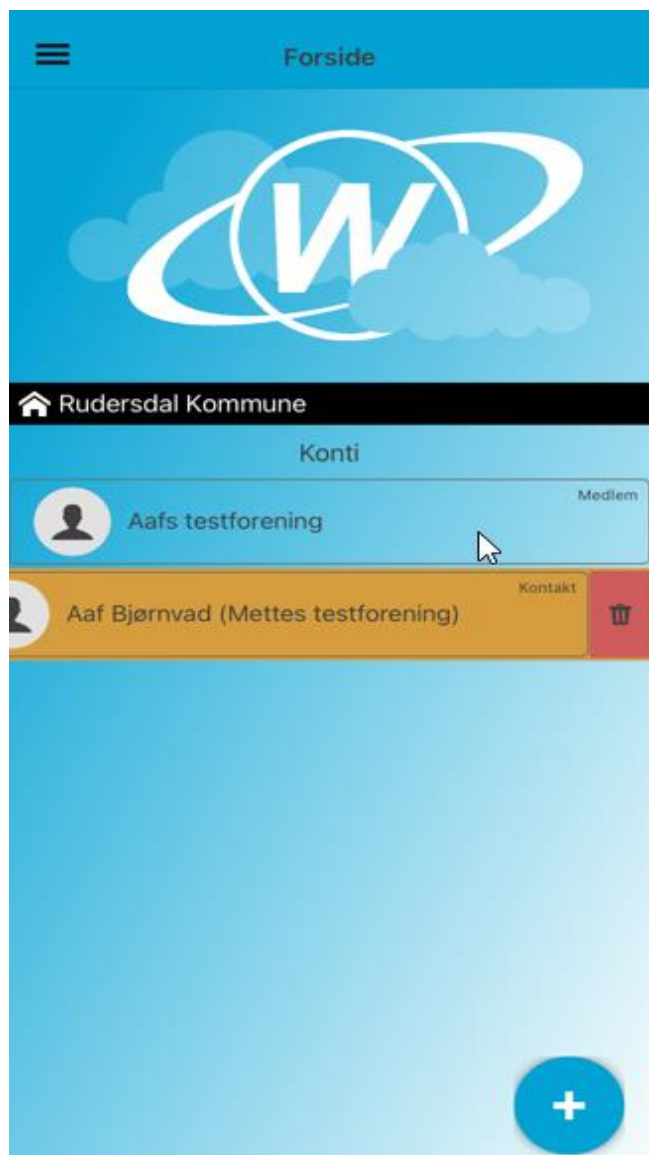 Forside
W
Rudersdal Kommune
Konti
Medlem
Aafs testforening
Kontakt
Aaf Bjørnvad (Mettes testforening)